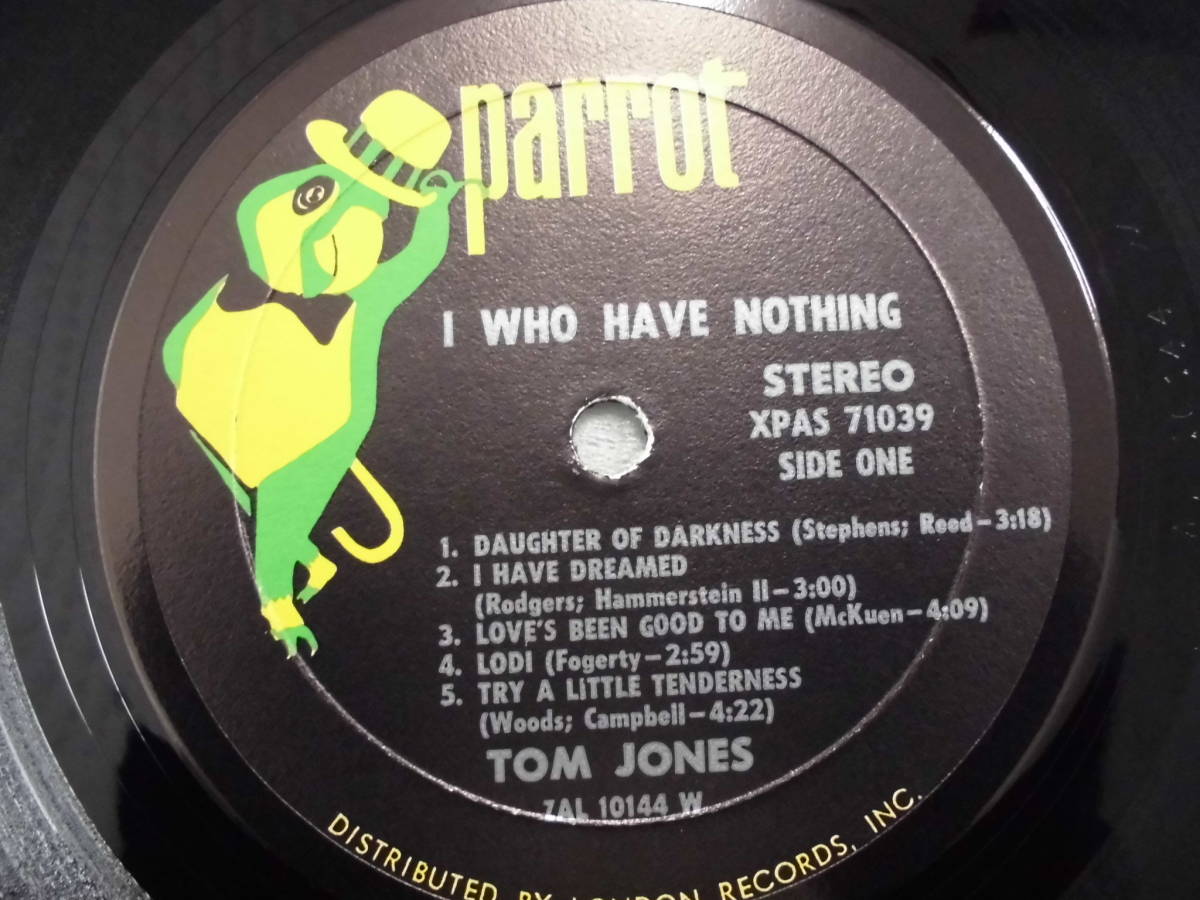 parrot
I WHO HAVE NOTHING
STEREO
XPAS 71039
SIDE ONE
1. DAUGHTER OF DARKNESS (Stephens; Reed–3:18)
2. I HAVE DREAMED
(Rodgers; Hammerstein II–3:00)
3. LOVE'S BEEN GOOD TO ME (McKuen–4:09)
4. LODI (Fogerty–2:59)
5. TRY A LITTLE TENDERNESS
(Woods; Campbell–4:22)
TOM JONES
ZAL 10144 W
DISTRIBUTED BY LONDON RECORDS, INC.